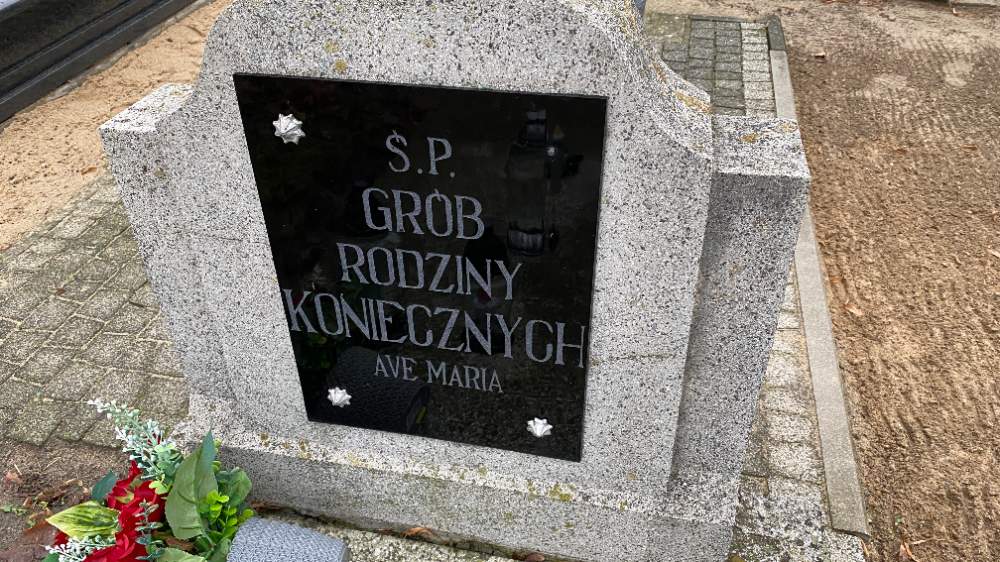 Ś.P.
GRÓB
RODZINY
KONIECZNYCH
AVE MARIA